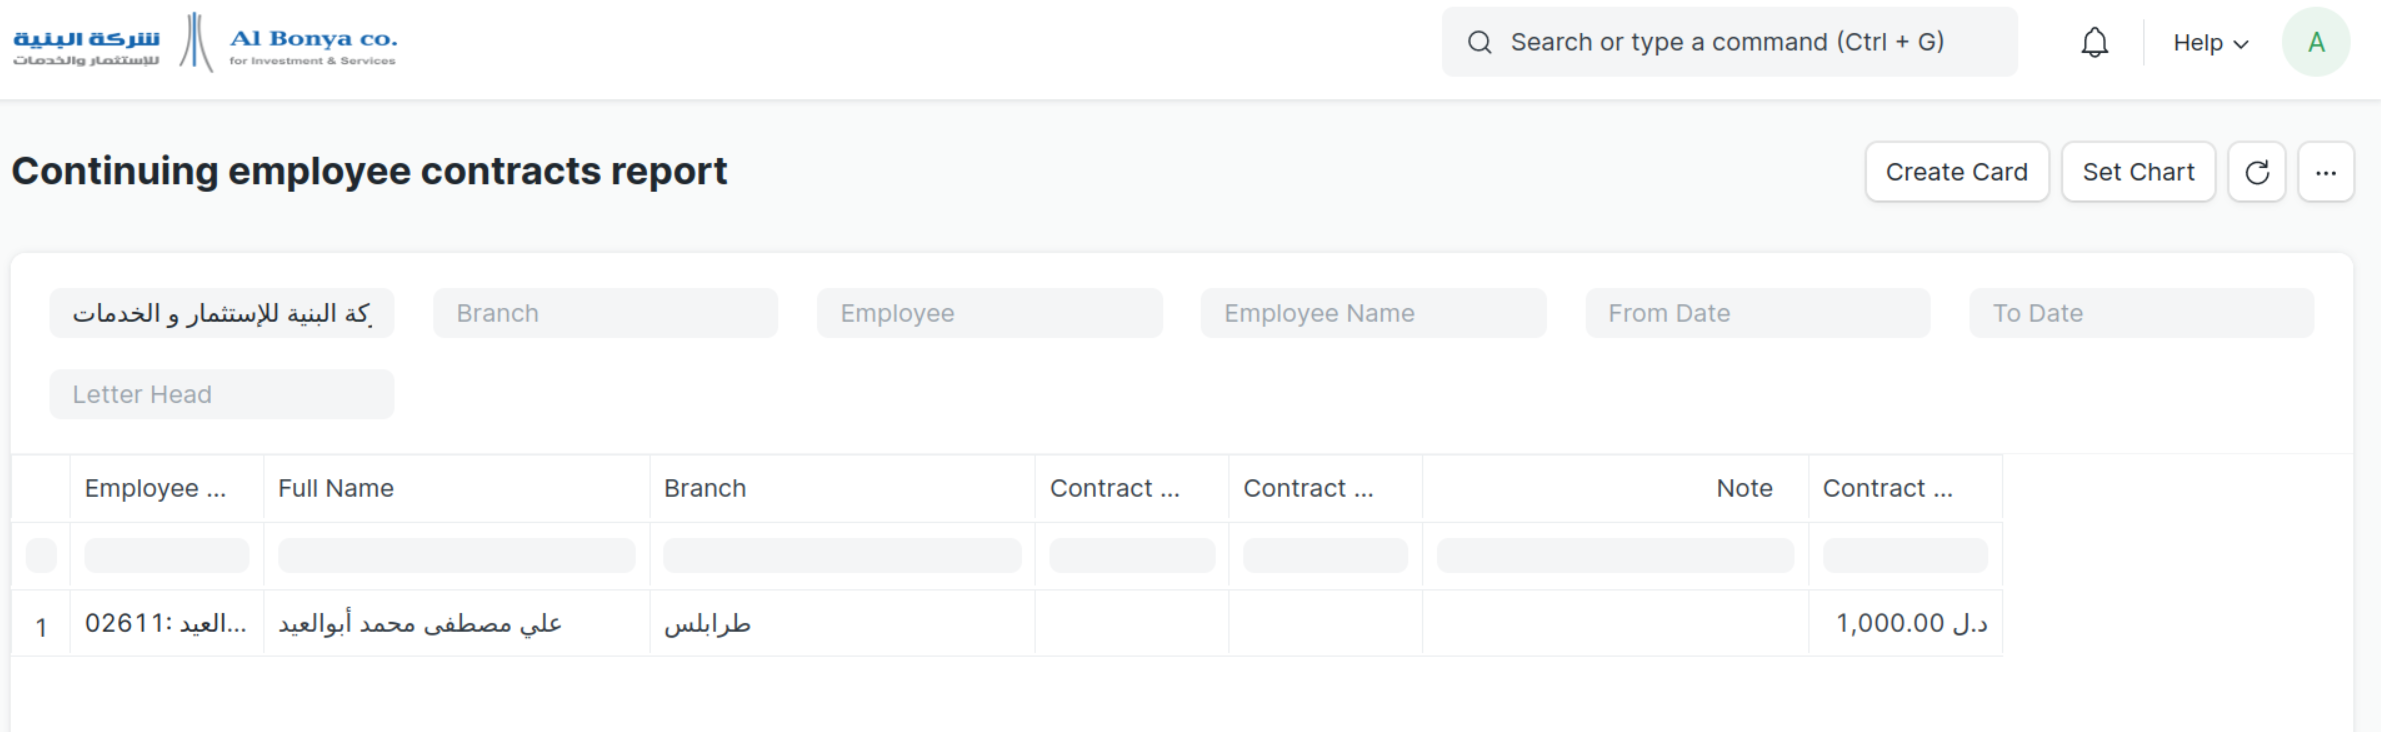 شركة البنية
للإستثمار والخدمات
Al Bonya co.
for Investment & Services
Search or type a command (Ctrl + G)
Help
A
Continuing employee contracts report
Create Card
Set Chart
...
كة البنية للإستثمار و الخدمات
Branch
Employee
Employee Name
From Date
To Date
Letter Head
Employee ...
Full Name
Branch
Contract ...
Contract ...
Note
Contract ...
1
02611: العيد...
علي مصطفى محمد أبوالعيد
طرابلس
د.ل 1,000.00